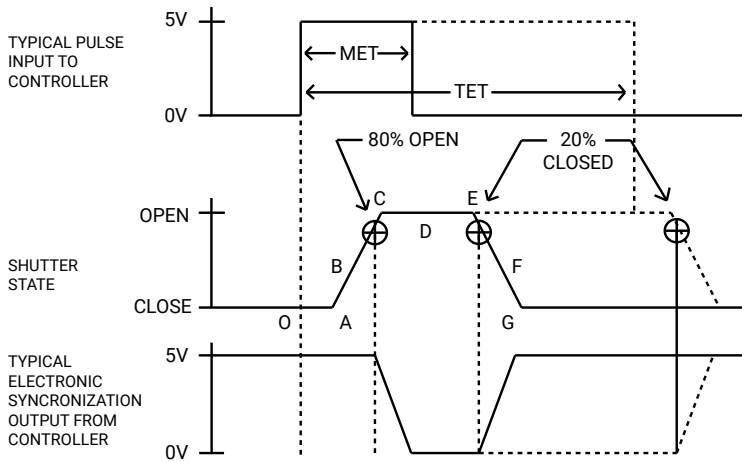 5V
TYPICAL PULSE
INPUT TO
CONTROLLER
MET
TET
0V
80% OPEN
20%
CLOSED
C
E
OPEN
D
SHUTTER
STATE
B
F
CLOSE
O
A
G
TYPICAL
ELECTRONIC
SYNCRONIZATION
OUTPUT FROM
CONTROLLER
5V
0V